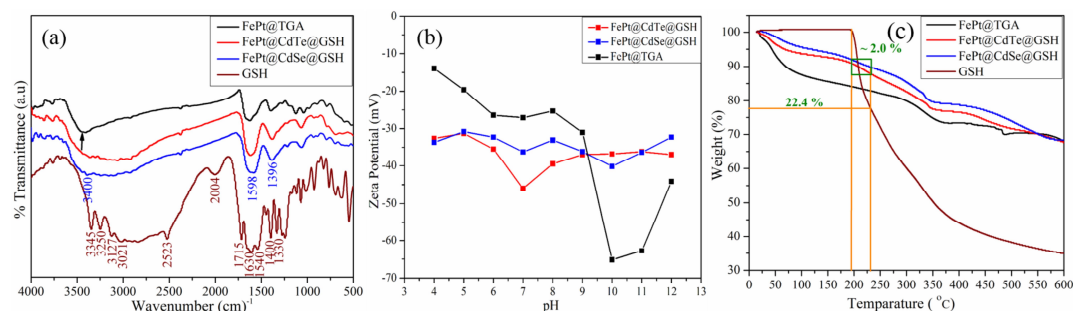 (a)
FePt@TGA
FePt@CdTe@GSH
FePt@CdSe@GSH
GSH
% Transmittance (a.u)
3400
1598
1396
2004
3345
3250
3127
3021
2523
1715
1630
1540
1400
1330
4000 3500 3000 2500 2000 1500 1000 500
Wavenumber (cm)-1
(b)
FePt@CdTe@GSH
FePt@CdSe@GSH
FePt@TGA
Zeta Potential (mV)
0
-10
-20
-30
-40
-50
-60
-70
3 4 5 6 7 8 9 10 11 12 13
pH
(c)
FePt@TGA
FePt@CdTe@GSH
FePt@CdSe@GSH
GSH
~ 2.0 %
22.4 %
Weight (%)
100
90
80
70
60
50
40
30
0 50 100 150 200 250 300 350 400 450 500 550 600
Temparature ( °C)